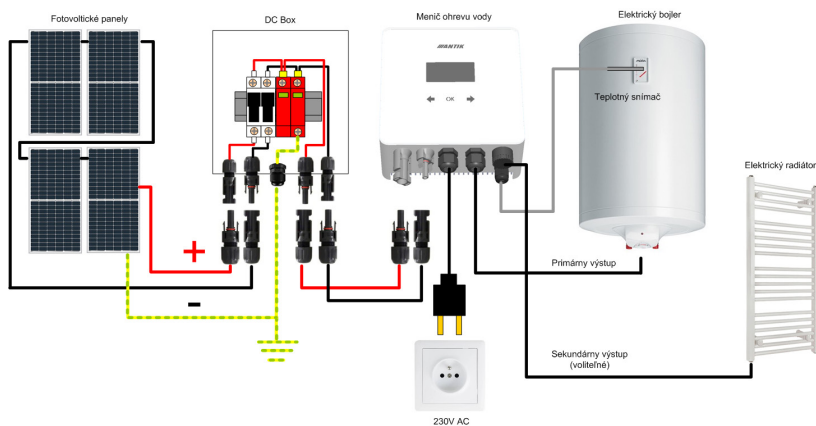 Fotovoltické panely
DC Box
Menič ohrevu vody
Elektrický bojler
ANTIK
OK
Teplotný snímač
Elektrický radiátor
+
-
Primárny výstup
Sekundárny výstup
(voliteľné)
230V AC